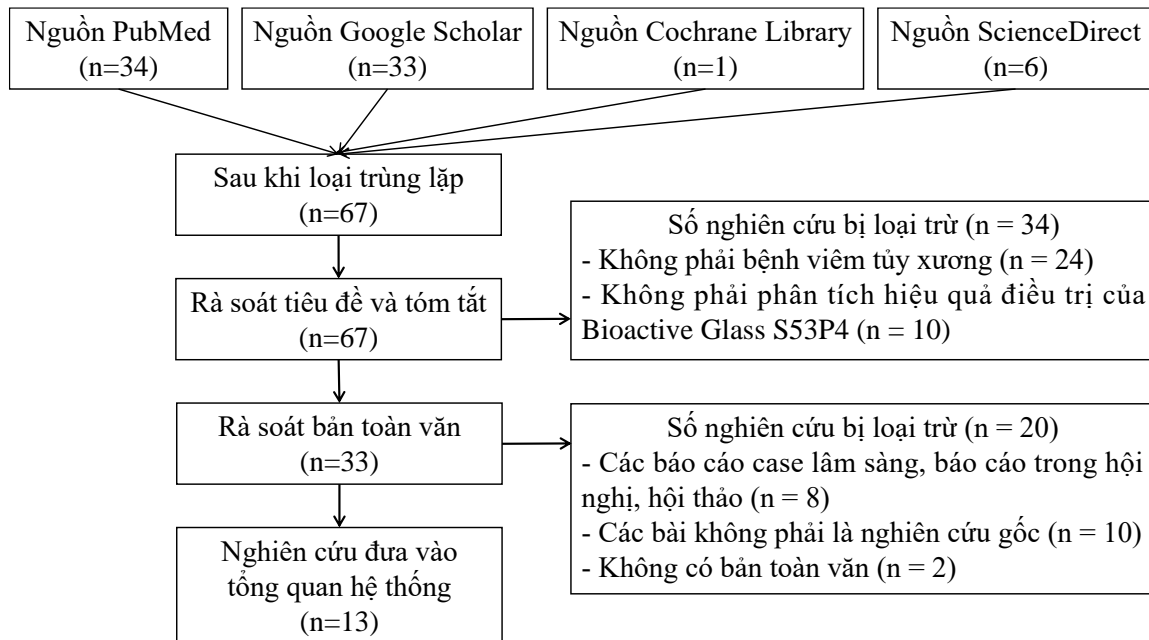 Nguồn PubMed
(n=34)
Nguồn Google Scholar
(n=33)
Nguồn Cochrane Library
(n=1)
Nguồn ScienceDirect
(n=6)
Sau khi loại trùng lặp
(n=67)
Rà soát tiêu đề và tóm tắt
(n=67)
Số nghiên cứu bị loại trừ (n = 34)
- Không phải bệnh viêm tủy xương (n = 24)
- Không phải phân tích hiệu quả điều trị của
Bioactive Glass S53P4 (n = 10)
Rà soát bản toàn văn
(n=33)
Số nghiên cứu bị loại trừ (n = 20)
- Các báo cáo case lâm sàng, báo cáo trong hội
nghị, hội thảo (n = 8)
- Các bài không phải là nghiên cứu gốc (n = 10)
- Không có bản toàn văn (n = 2)
Nghiên cứu đưa vào
tổng quan hệ thống
(n=13)